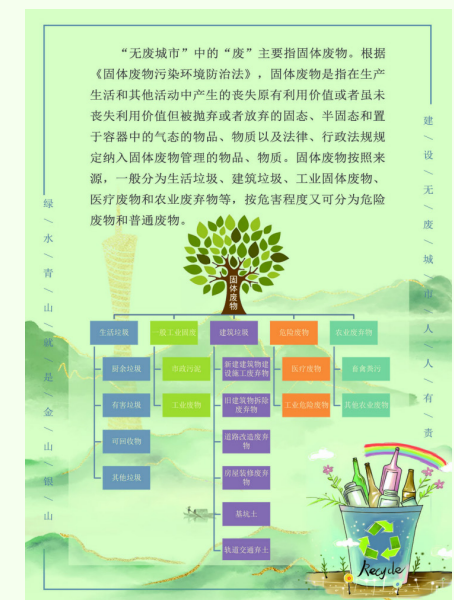 “无废城市”中的“废”主要指固体废物。根据
《固体废物污染环境防治法》，固体废物是指在生产
生活和其他活动中产生的丧失原有利用价值或者虽未
丧失利用价值但被抛弃或者放弃的固态、半固态和置
于容器中的气态的物品、物质以及法律、行政法规规
定纳入固体废物管理的物品、物质。固体废物按照来
源，一般分为生活垃圾、建筑垃圾、工业固体废物、
医疗废物和农业废弃物等，按危害程度又可分为危险
废物和普通废物。
绿/水/青/山/就/是/金/山/银/山
建/设/无/废/城/市/人/人/有/责
固体废物
生活垃圾
一般工业固废
建筑垃圾
危险废物
农业废弃物
厨余垃圾
有害垃圾
可回收物
其他垃圾
市政污泥
工业废物
新建建筑物建
设施工废弃物
旧建筑物拆除
废弃物
道路改造废弃
物
房屋装修废弃
物
基坑土
轨道交通弃土
医疗废物
工业危险废物
畜禽粪污
其他农业废物
Recycle